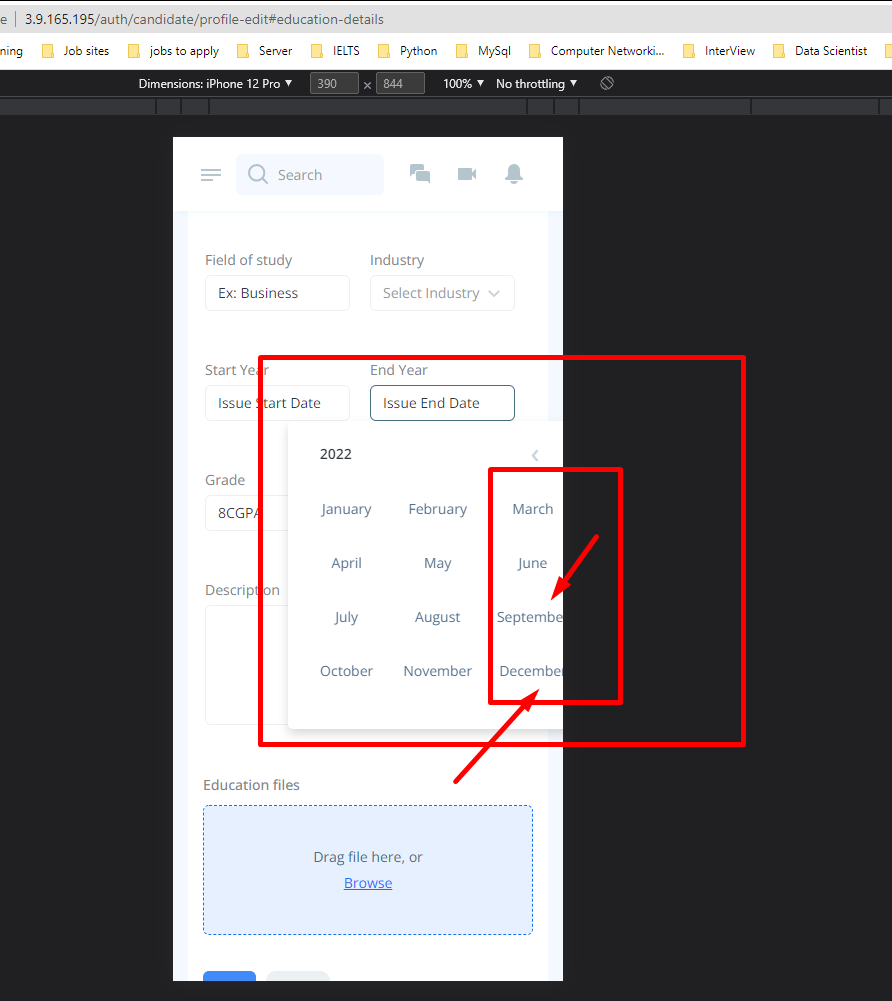 e | 3.9.165.195/auth/candidate/profile-edit#education-details
ning Job sites jobs to apply Server IELTS Python MySql Computer Networki... InterView Data Scientist
Dimensions: iPhone 12 Pro ▼ 390 × 844 100% ▼ No throttling ▼
Search
Field of study Industry
Ex: Business Select Industry
Start Year End Year
Issue Start Date Issue End Date
2022
Grade
8CGPA
January February March
April May June
Description
July August Septembe
October November December
Education files
Drag file here, or
Browse